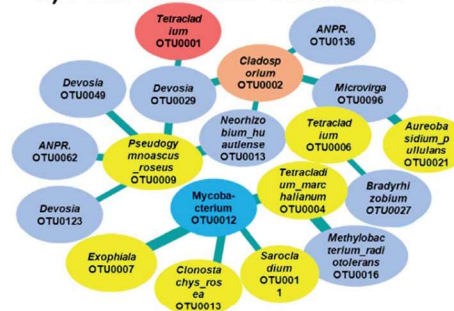 Tetraclad
ium
OTU0001
ANPR.
OTU0136
Cladosp
orium
OTU0002
Devosia
OTU0049
Devosia
OTU0029
Microvirga
OTU0096
Neorhizo
bium_hu
autlense
OTU0013
Tetraclad
ium
OTU0006
Aureoba
sidium_p
ullulans
OTU0021
ANPR.
OTU0062
Pseudogy
mnoascus
_roseus
OTU0009
Tetracladi
um_marc
halianum
OTU0004
Mycoba
cterium
OTU0012
Bradyrhi
zobium
OTU0027
Devosia
OTU0123
Methylobac
terium_radi
otolerans
OTU0016
Exophiala
OTU0007
Clonosta
chys_ros
ea
OTU0013
Saroclad
dium
OTU001
1